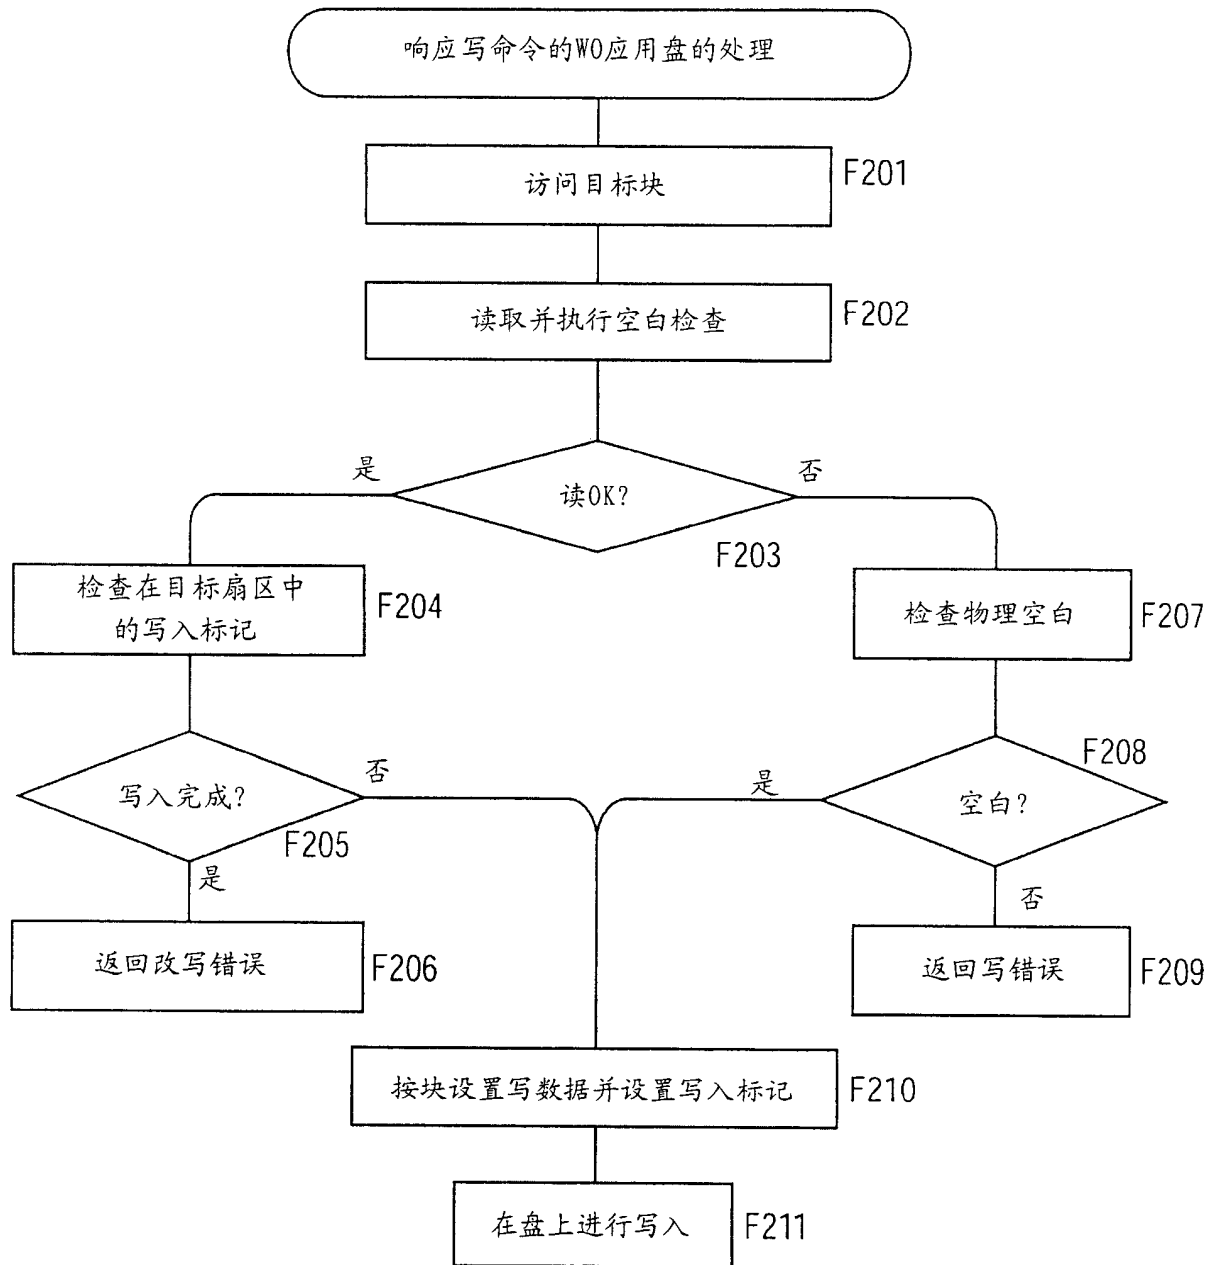 响应写命令的WO应用盘的处理
访问目标块
F201
读取并执行空白检查
F202
是
否
读OK?
F203
检查在目标扇区中
的写入标记
F204
检查物理空白
F207
写入完成?
否
F205
是
是
F208
空白?
否
返回改写错误
F206
返回写错误
F209
按块设置写数据并设置写入标记
F210
在盘上进行写入
F211